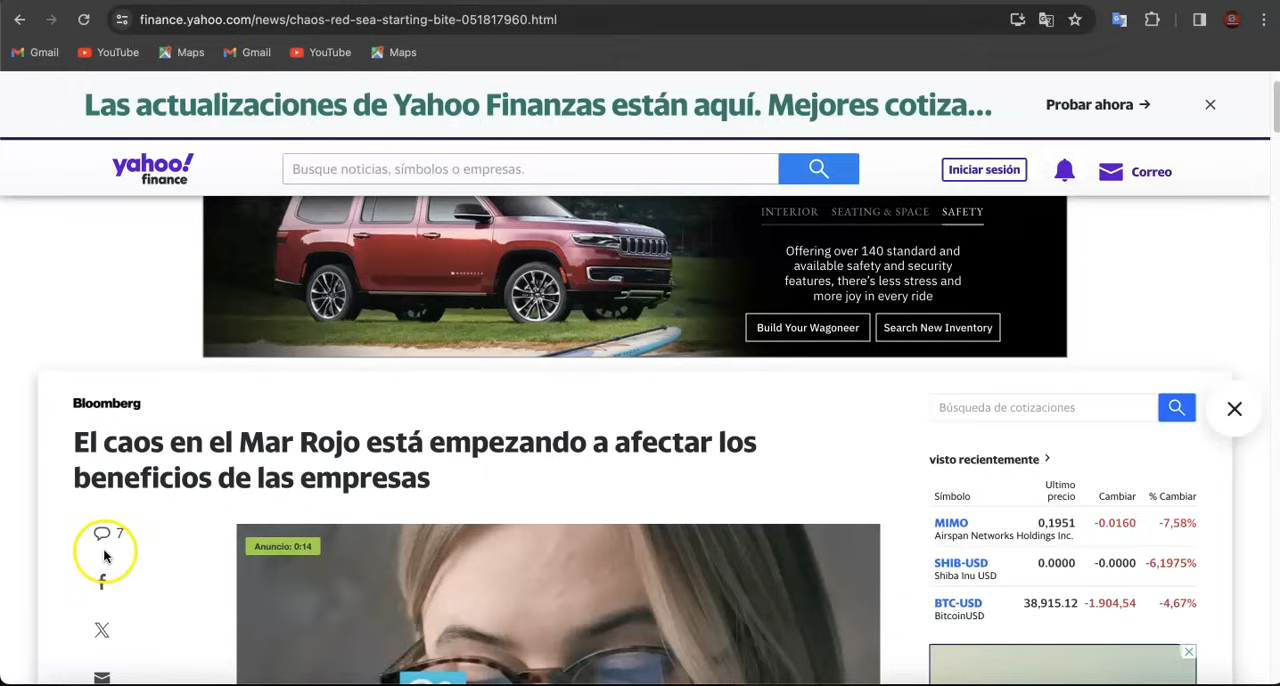 finance.yahoo.com/news/chaos-red-sea-starting-bite-051817960.html
Gmail YouTube Maps Gmail YouTube Maps
Las actualizaciones de Yahoo Finanzas están aquí. Mejores cotiza... Probar ahora →
yahoo!
finance
Busque noticias, símbolos o empresas.
Iniciar sesión
Correo
INTERIOR SEATING & SPACE SAFETY
Offering over 140 standard and
available safety and security
features, there's less stress and
more joy in every ride
Build Your Wagoneer Search New Inventory
Bloomberg
El caos en el Mar Rojo está empezando a afectar los
beneficios de las empresas
7
Anuncio: 0:14
Búsqueda de cotizaciones
visto recientemente
Símbolo Ultimo precio Cambiar % Cambiar
MIMO 0,1951 -0.0160 -7,58%
Airspan Networks Holdings Inc.
SHIB-USD 0.0000 -0.0000 -6,1975%
Shiba Inu USD
BTC-USD 38,915.12 -1.904,54 -4,67%
BitcoinUSD